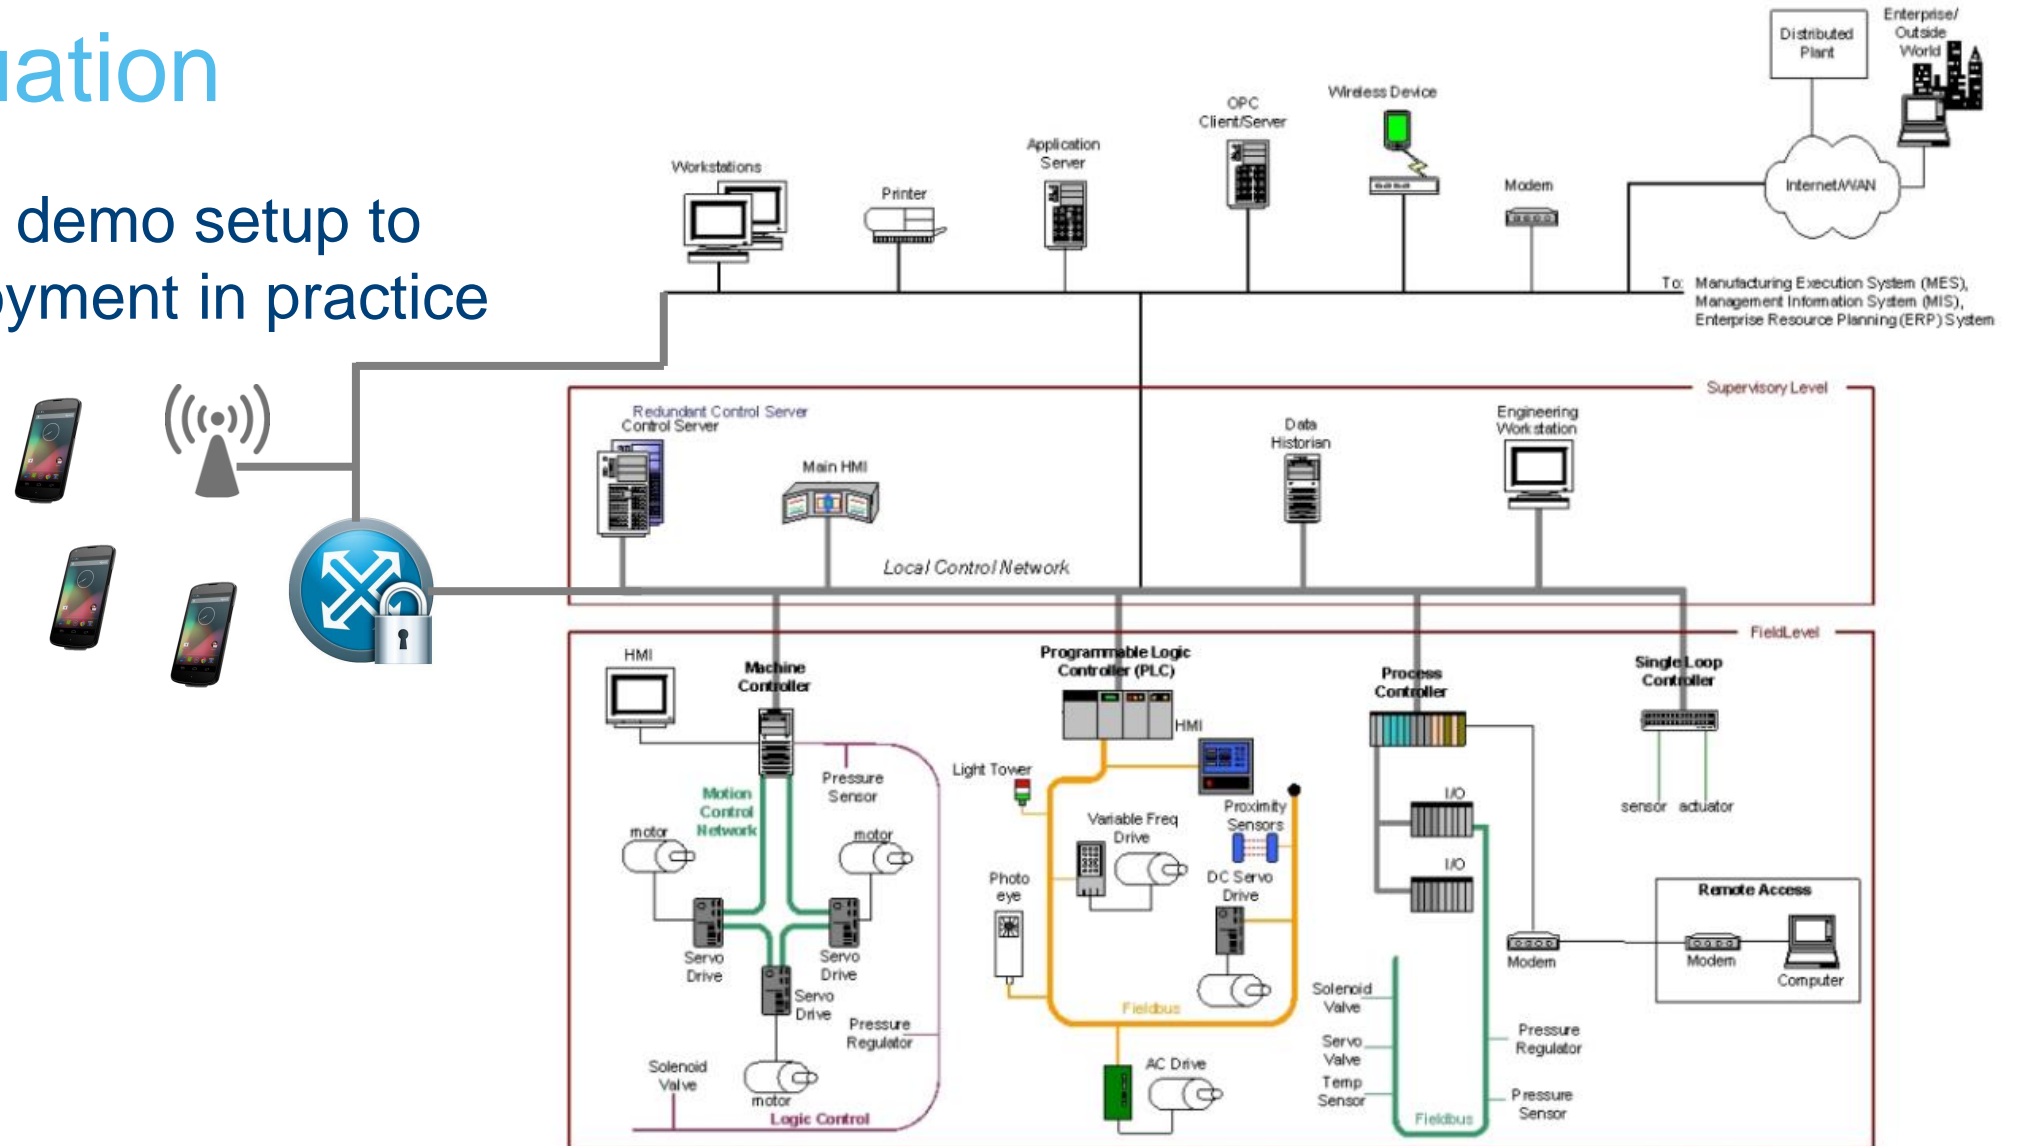 uation
demo setup to
oyment in practice
Distributed
Plant
Enterprise/
Outside
World
Internet/WAN
Workstations
Printer
Application
Server
OPC
Client/Server
Wireless Device
Modem
To: Manufacturing Execution System (MES),
Management Information System (MIS),
Enterprise Resource Planning (ERP) System
Supervisory Level
Redundant Control Server
Control Server
Main HMI
Data
Historian
Engineering
Workstation
Local Control Network
Field Level
HMI
Machine
Controller
Programmable Logic
Controller (PLC)
HMI
Process
Controller
Single Loop
Controller
Pressure
Sensor
Motion
Control
Network
motor
motor
Servo
Drive
Servo
Drive
Servo
Drive
motor
Pressure
Regulator
Solenoid
Valve
Logic Control
Light Tower
Variable Freq
Drive
Proximity
Sensors
Photo
eye
DC Servo
Drive
Fieldbus
AC Drive
I/O
I/O
sensor
actuator
Remote Access
Modem
Modem
Computer
Solenoid
Valve
Servo
Valve
Temp
Sensor
Pressure
Regulator
Pressure
Sensor
Fieldbus